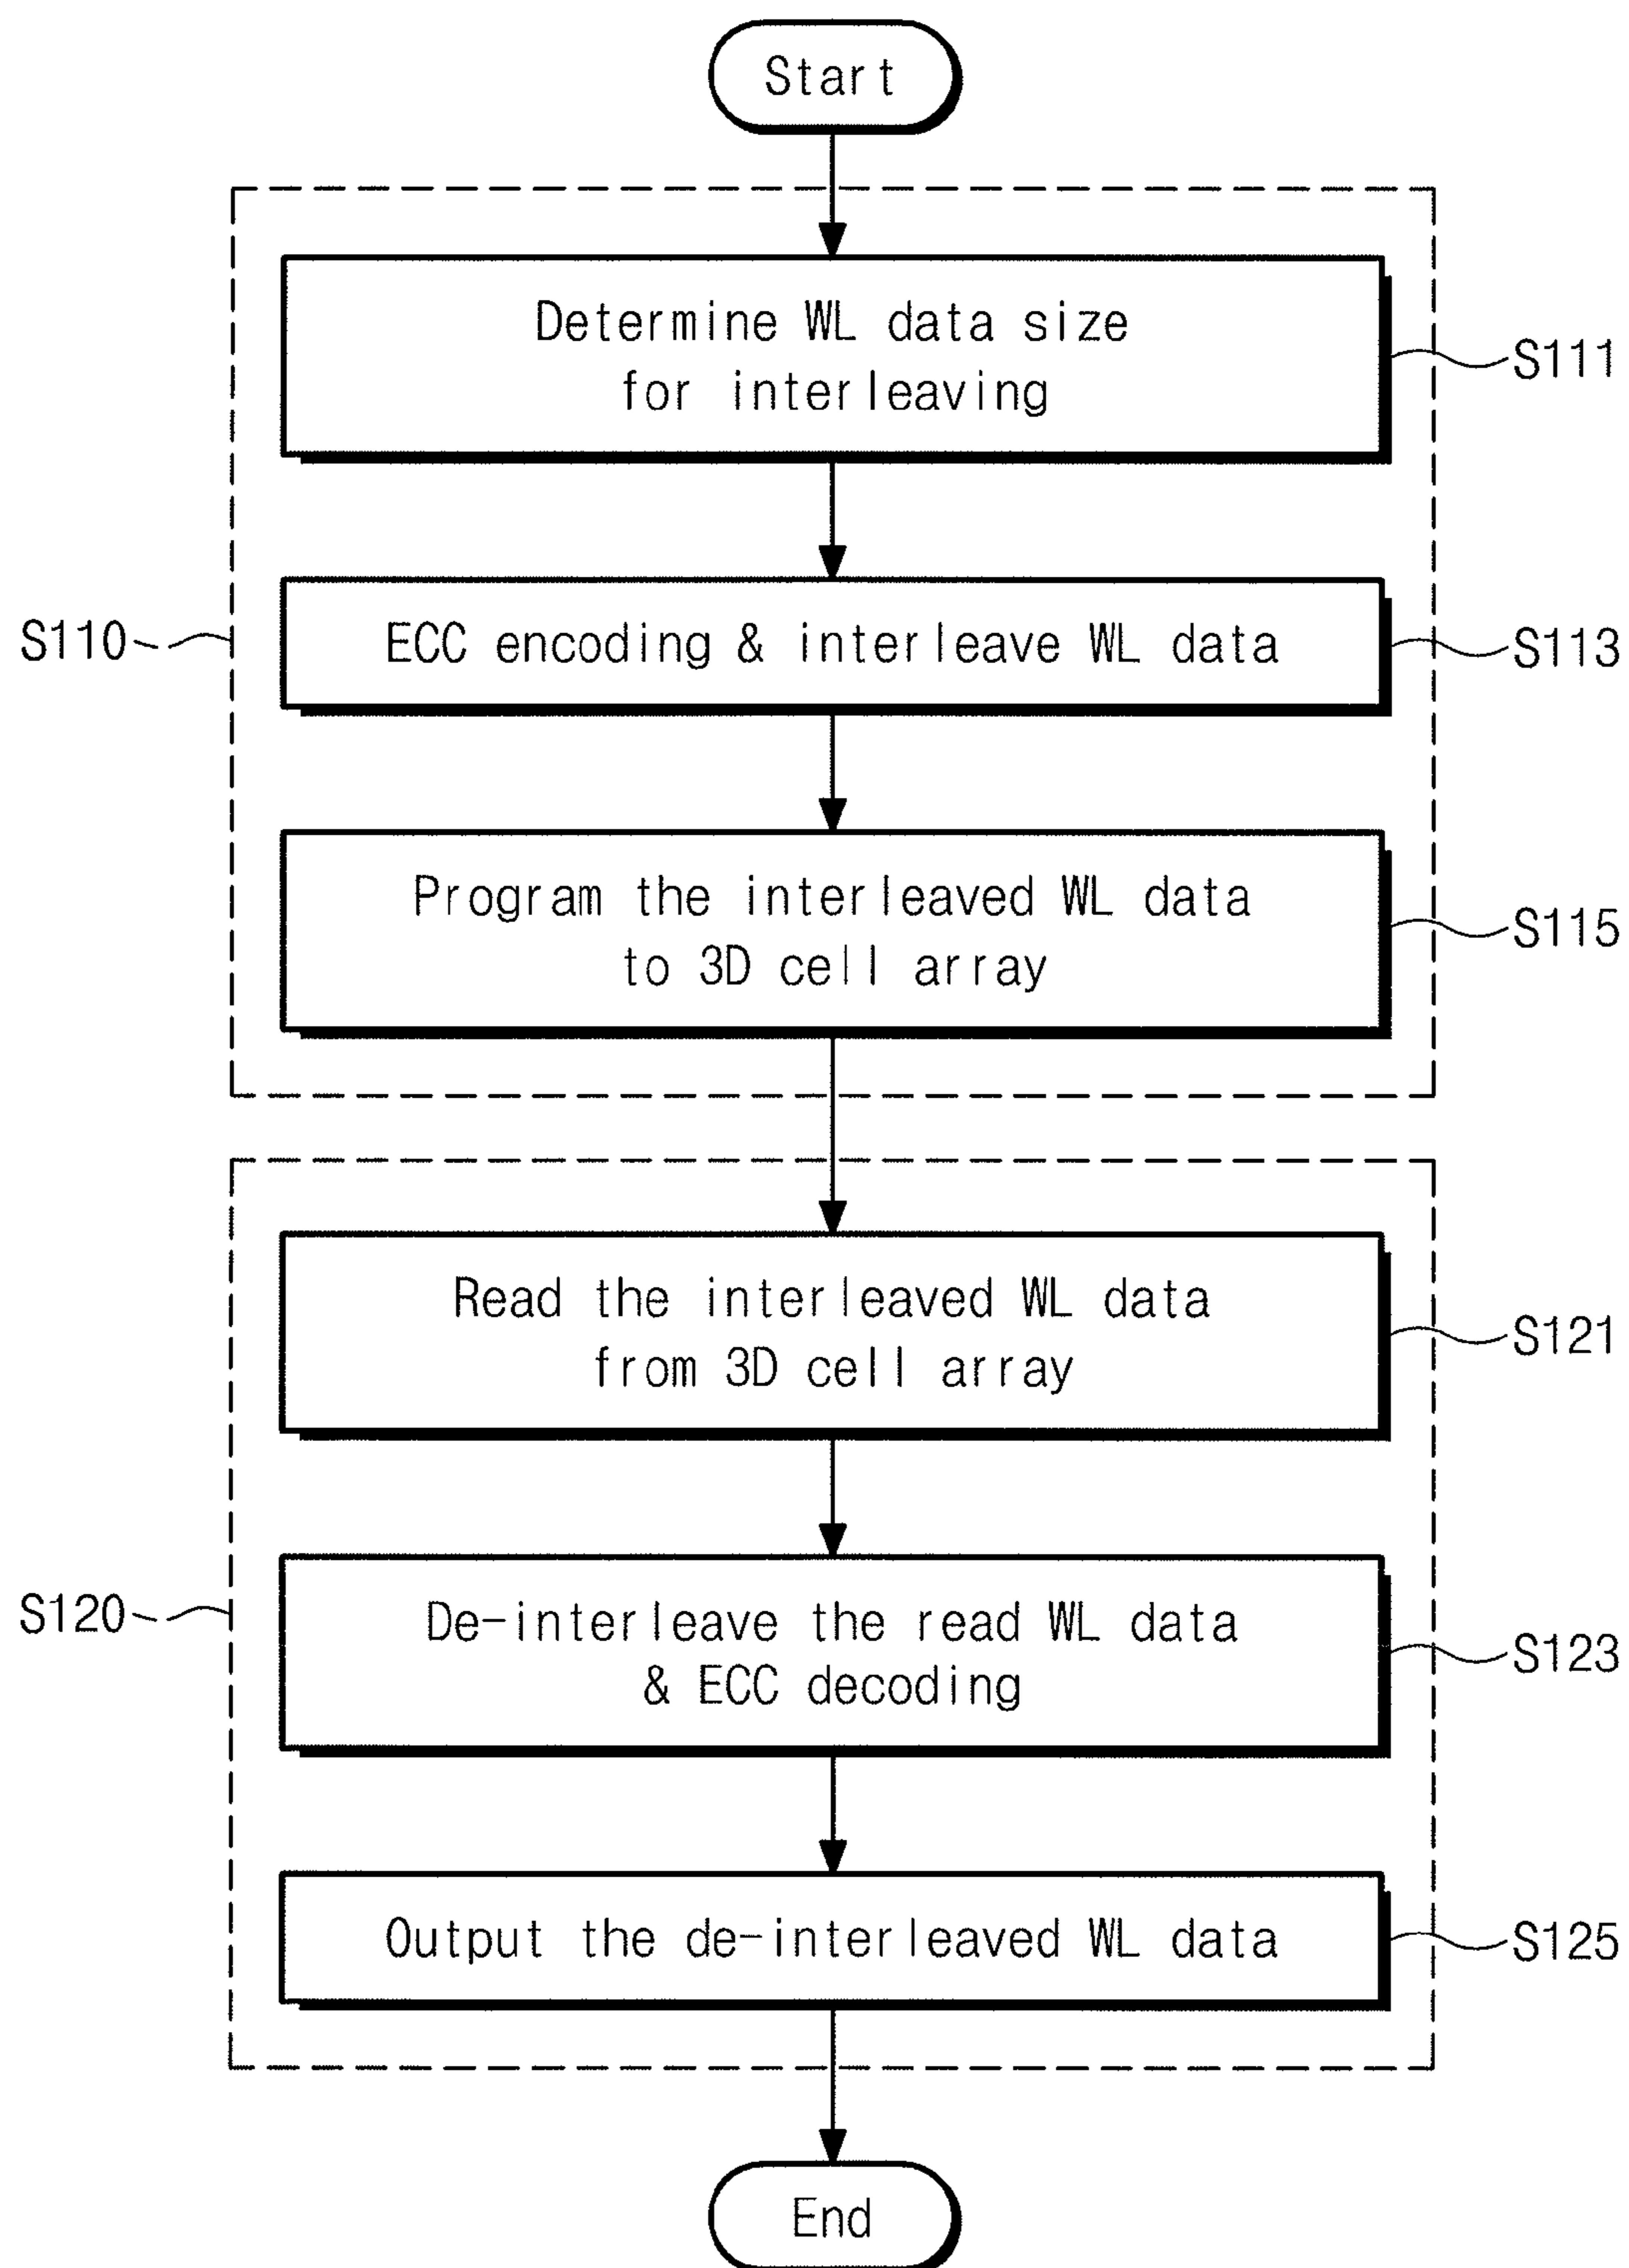 Start
Determine WL data size
for interleaving
S111
S110
ECC encoding & interleave WL data
S113
Program the interleaved WL data
to 3D cell array
S115
Read the interleaved WL data
from 3D cell array
S121
S120
De-interleave the read WL data
& ECC decoding
S123
Output the de-interleaved WL data
S125
End